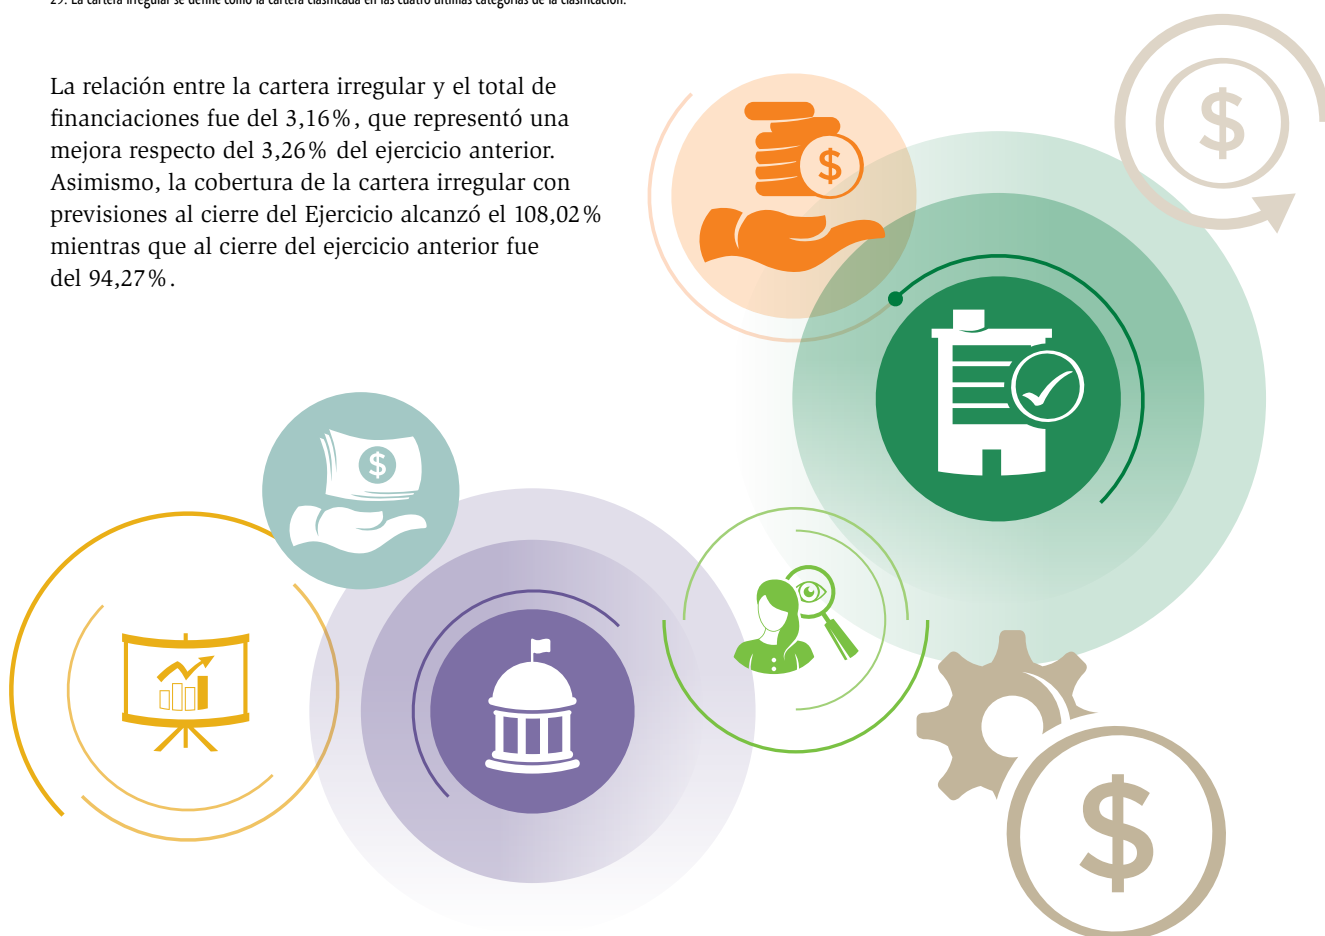 29. La cartera irregular se define como la cartera clasificada en las cuatro últimas categorías de la clasificación.
La relación entre la cartera irregular y el total de
financiaciones fue del 3,16%, que representó una
mejora respecto del 3,26% del ejercicio anterior.
Asimismo, la cobertura de la cartera irregular con
previsiones al cierre del Ejercicio alcanzó el 108,02%
mientras que al cierre del ejercicio anterior fue
del 94,27%.
$
$
$
$